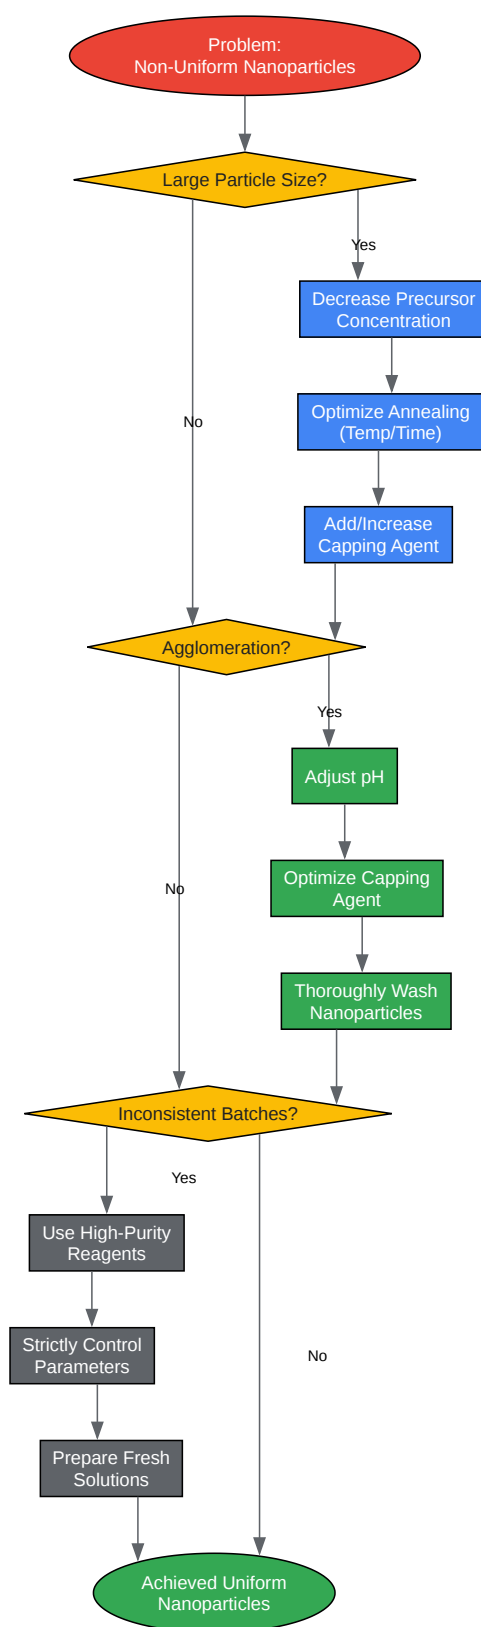 Problem:
Non-Uniform Nanoparticles
Large Particle Size?
Yes
Decrease Precursor
Concentration
Optimize Annealing
(Temp/Time)
No
Add/Increase
Capping Agent
Agglomeration?
Yes
Adjust pH
Optimize Capping
Agent
No
Thoroughly Wash
Nanoparticles
Inconsistent Batches?
Yes
Use High-Purity
Reagents
Strictly Control
Parameters
No
Prepare Fresh
Solutions
Achieved Uniform
Nanoparticles